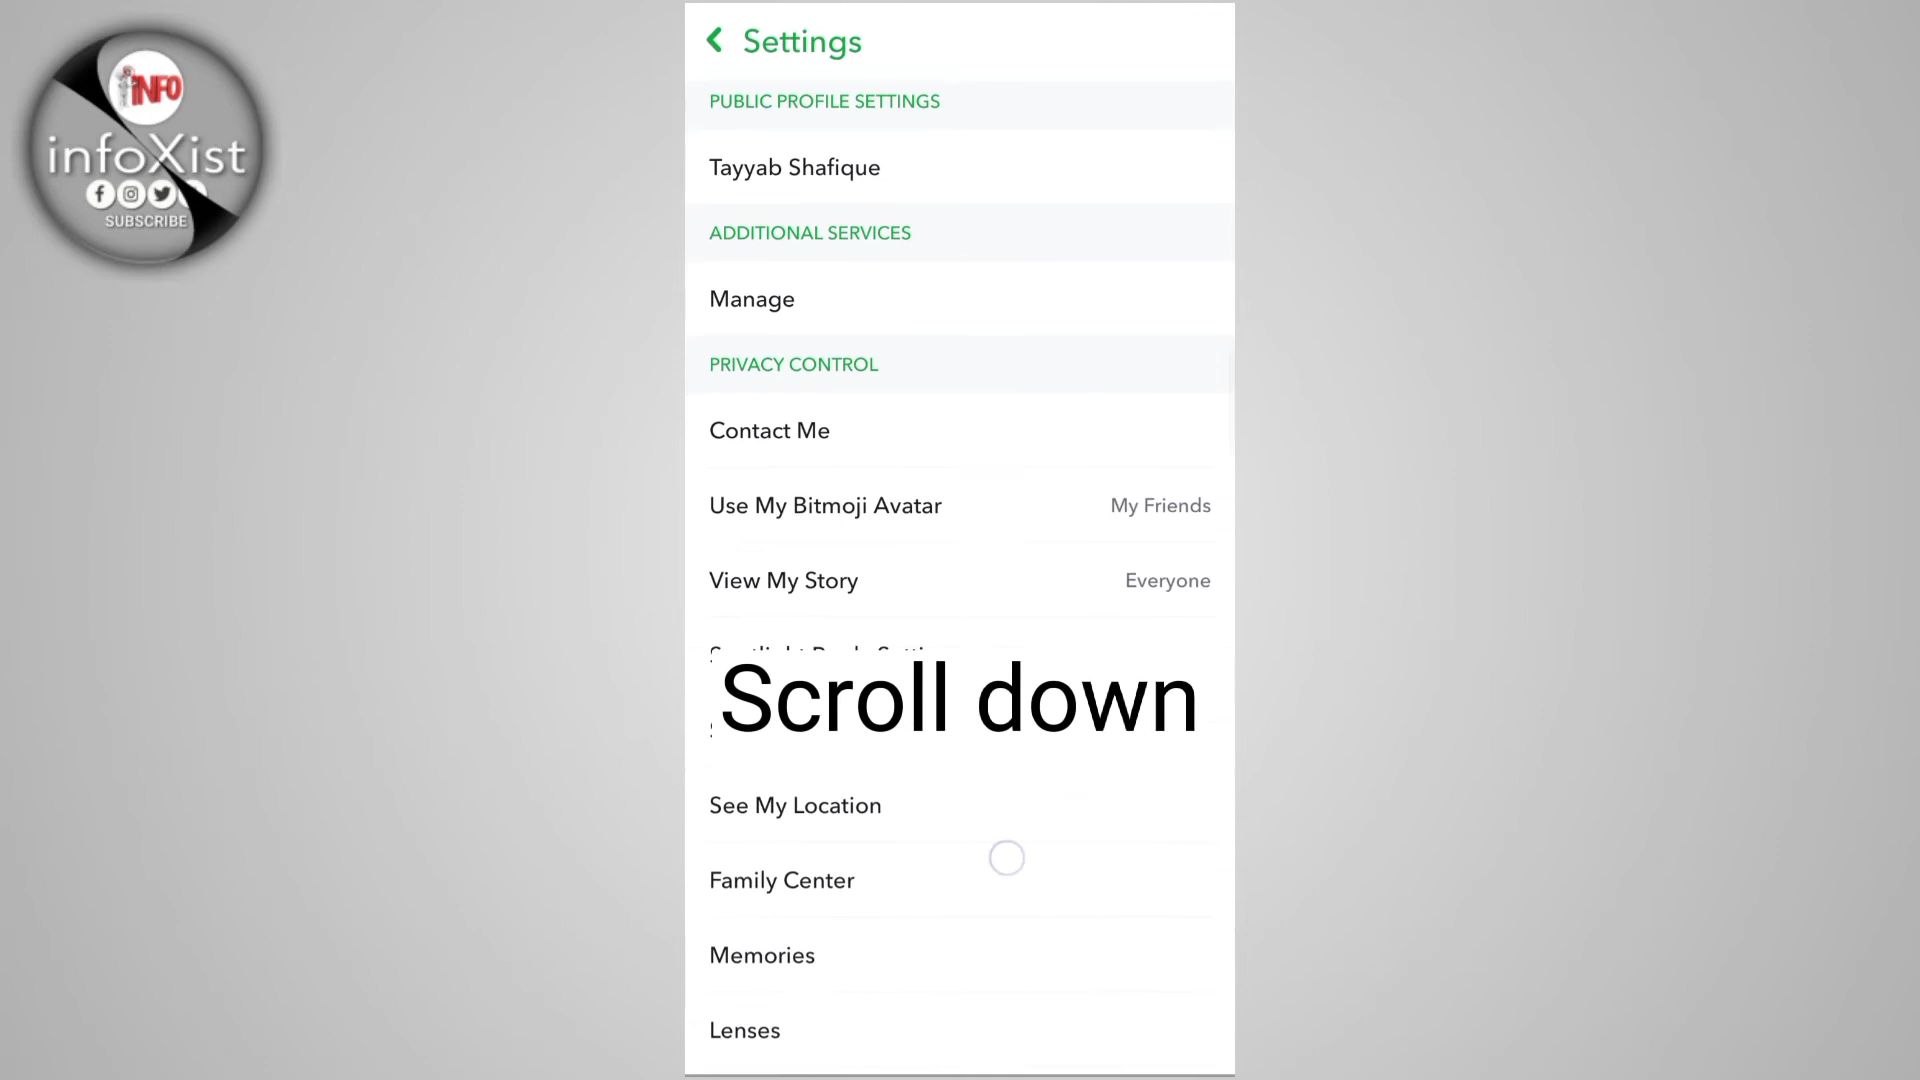 INFO
infoXist
SUBSCRIBE
Settings
PUBLIC PROFILE SETTINGS
Tayyab Shafique
ADDITIONAL SERVICES
Manage
PRIVACY CONTROL
Contact Me
Use My Bitmoji Avatar My Friends
View My Story Everyone
Scroll down
See My Location
Family Center
Memories
Lenses